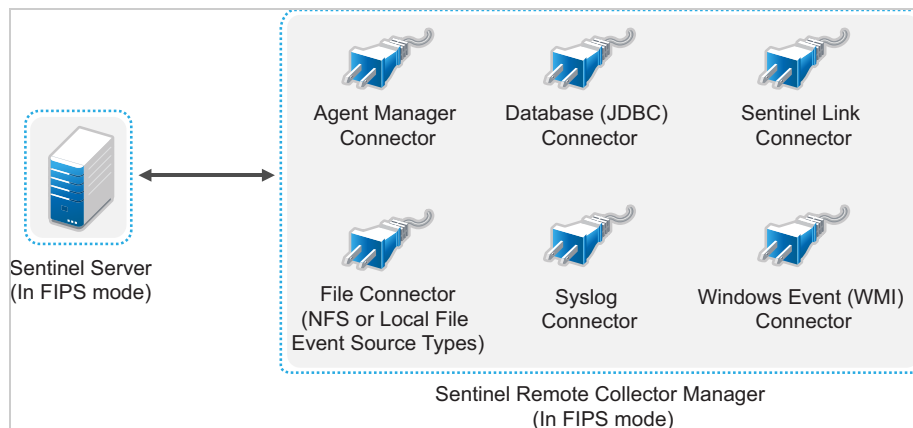 Agent Manager
Connector
Database (JDBC)
Connector
Sentinel Link
Connector
Sentinel Server
(In FIPS mode)
File Connector
(NFS or Local File
Event Source Types)
Syslog
Connector
Windows Event (WMI)
Connector
Sentinel Remote Collector Manager
(In FIPS mode)